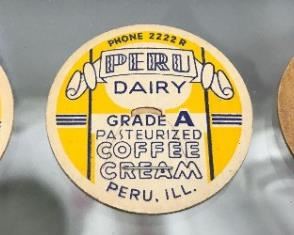 PHONE 2222 R
PERU
DAIRY
GRADE A
PASTEURIZED
COFFEE
CREAM
PERU, ILL.